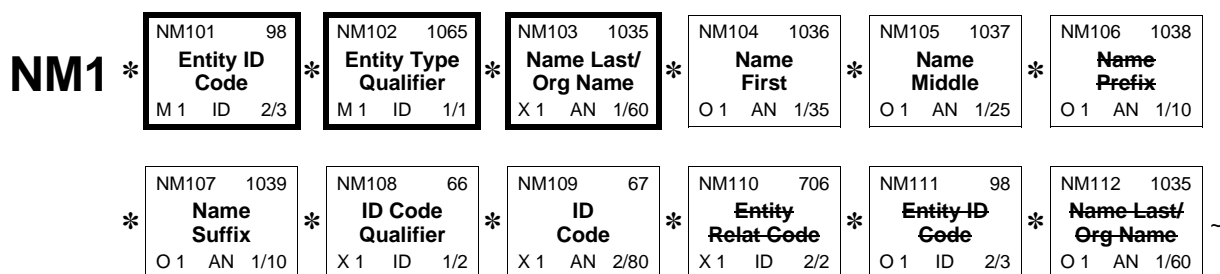 NM101 98 NM102 1065 NM103 1035 NM104 1036 NM105 1037 NM106 1038
NM1 * Entity ID Code * Entity Type Qualifier * Name Last/ Org Name * Name First * Name Middle * Name Prefix
M 1 ID 2/3 M 1 ID 1/1 X 1 AN 1/60 O 1 AN 1/35 O 1 AN 1/25 O 1 AN 1/10
NM107 1039 NM108 66 NM109 67 NM110 706 NM111 98 NM112 1035
* Name Suffix * ID Code Qualifier * ID Code * Entity Relat Code * Entity ID Code * Name Last/ Org Name ~
O 1 AN 1/10 X 1 ID 1/2 X 1 AN 2/80 X 1 ID 2/2 O 1 ID 2/3 O 1 AN 1/60